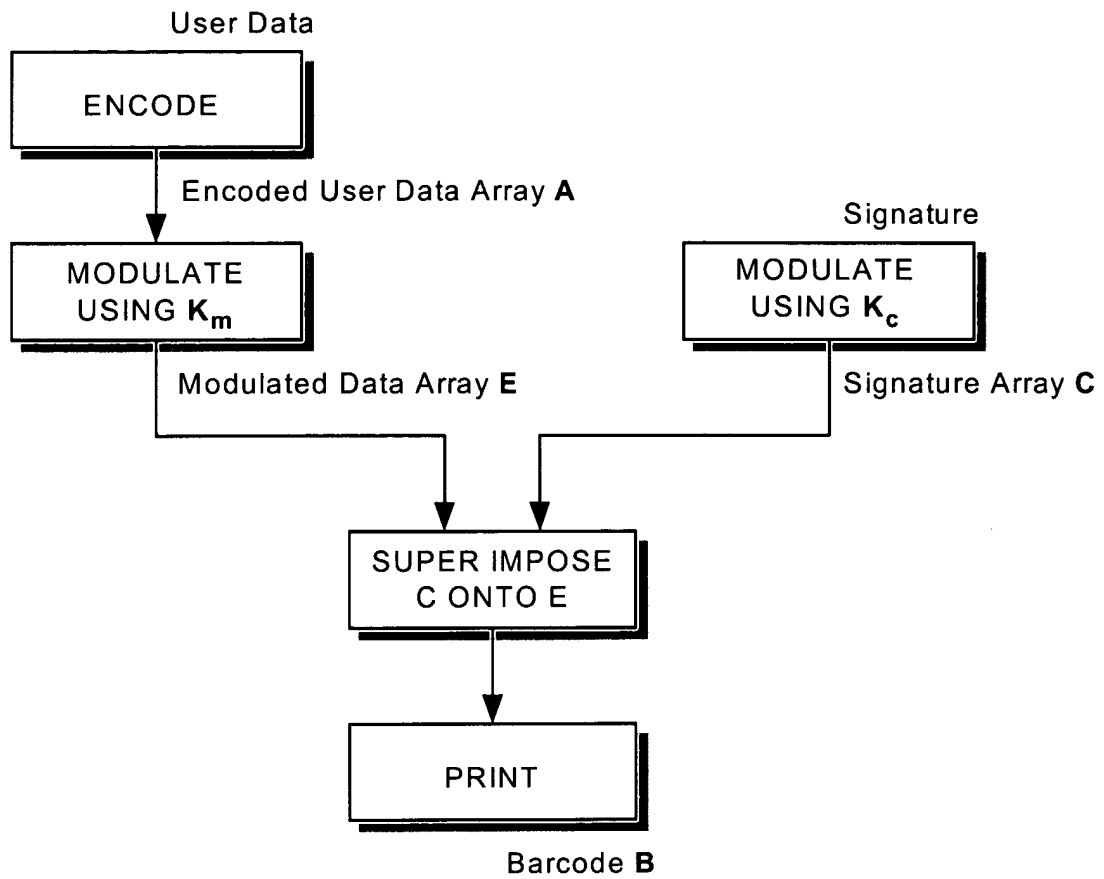 User Data
ENCODE
Encoded User Data Array A
MODULATE
USING Km
Modulated Data Array E
Signature
MODULATE
USING Kc
Signature Array C
SUPER IMPOSE
C ONTO E
PRINT
Barcode B